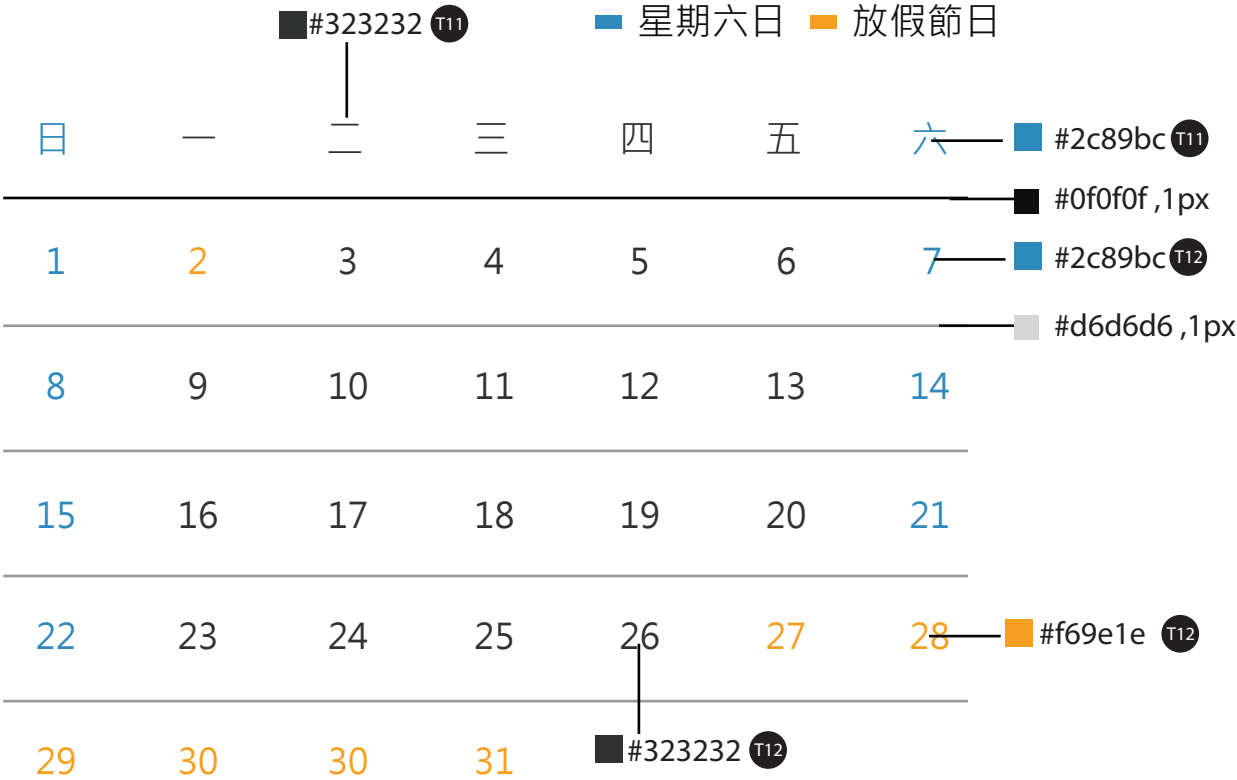 #323232 T11 星期六日 放假節日
日 一 二 三 四 五 六 #2c89bc T11
#0f0f0f ,1px
1 2 3 4 5 6 7 #2c89bc T12
#d6d6d6 ,1px
8 9 10 11 12 13 14
15 16 17 18 19 20 21
22 23 24 25 26 27 28 #f69e1e T12
29 30 30 31 #323232 T12